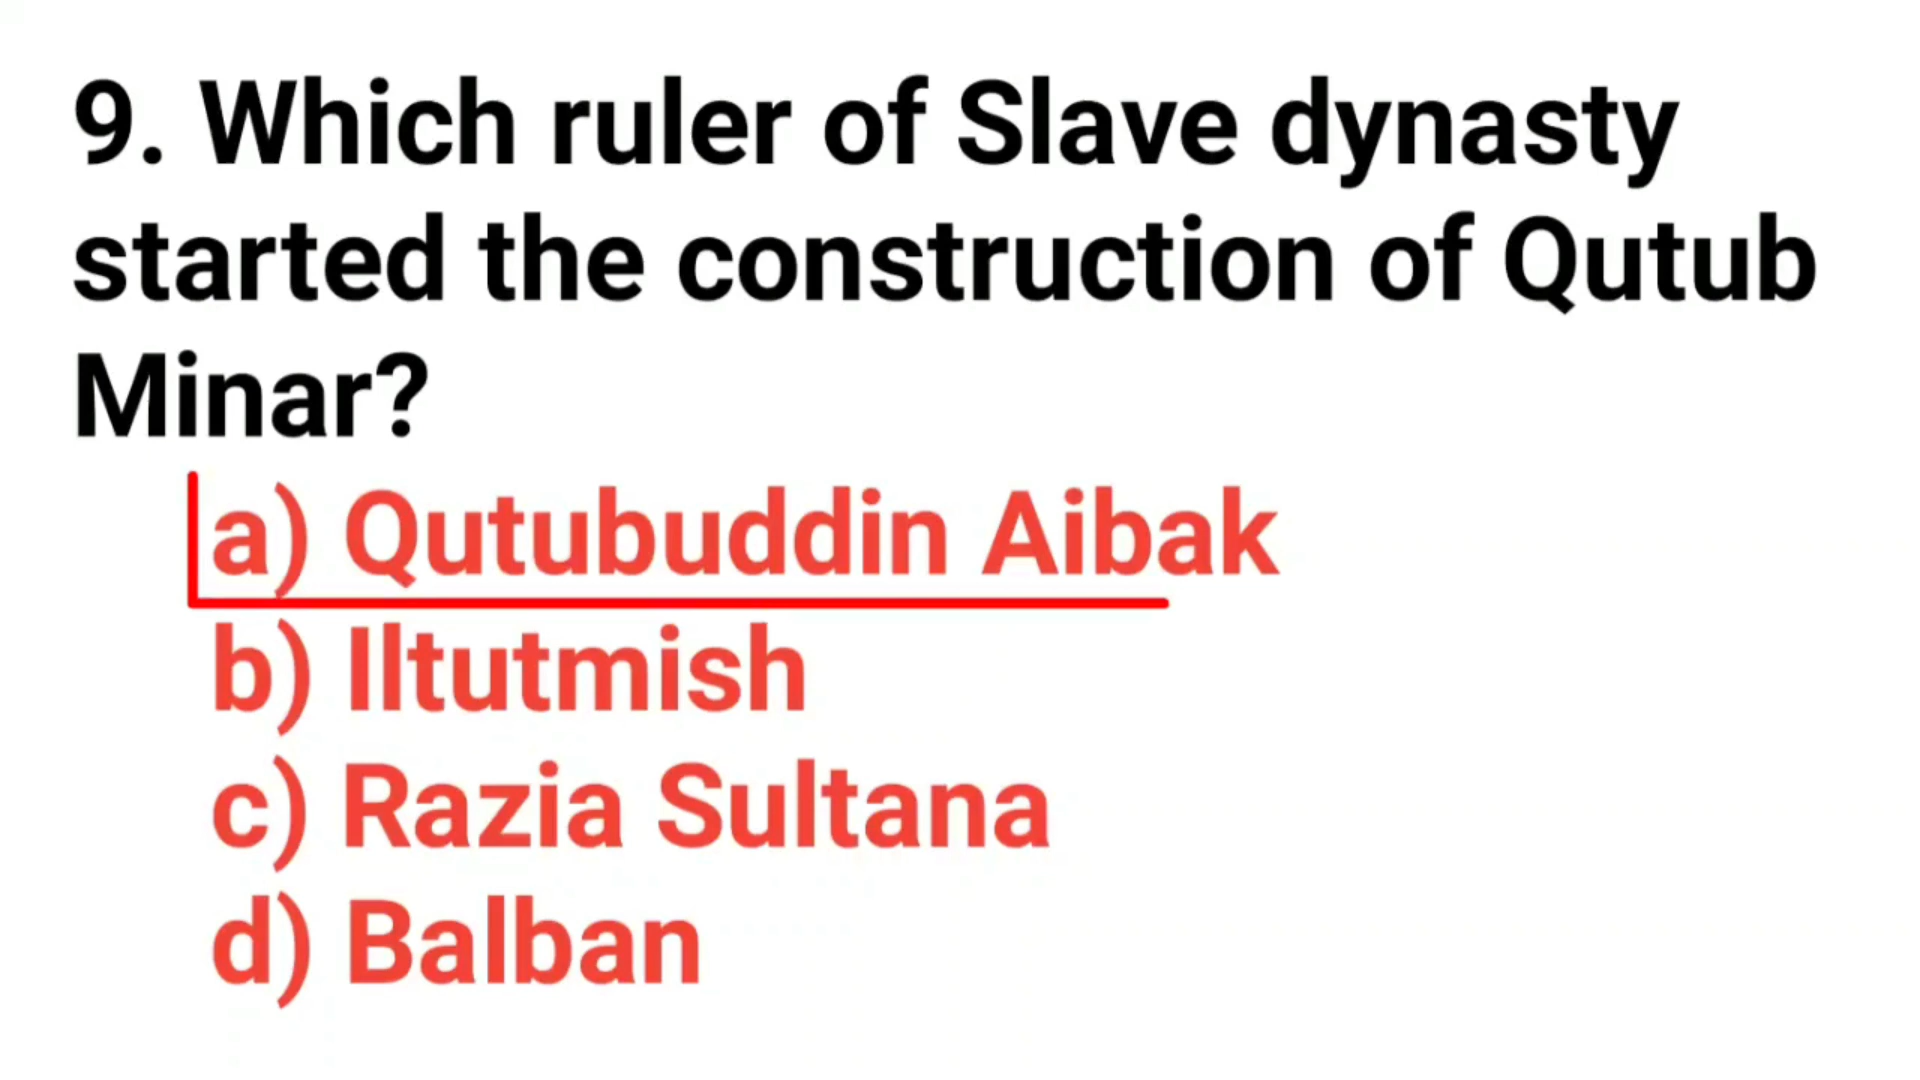 9. Which ruler of Slave dynasty
started the construction of Qutub
Minar?
a) Qutubuddin Aibak
b) Iltutmish
c) Razia Sultana
d) Balban